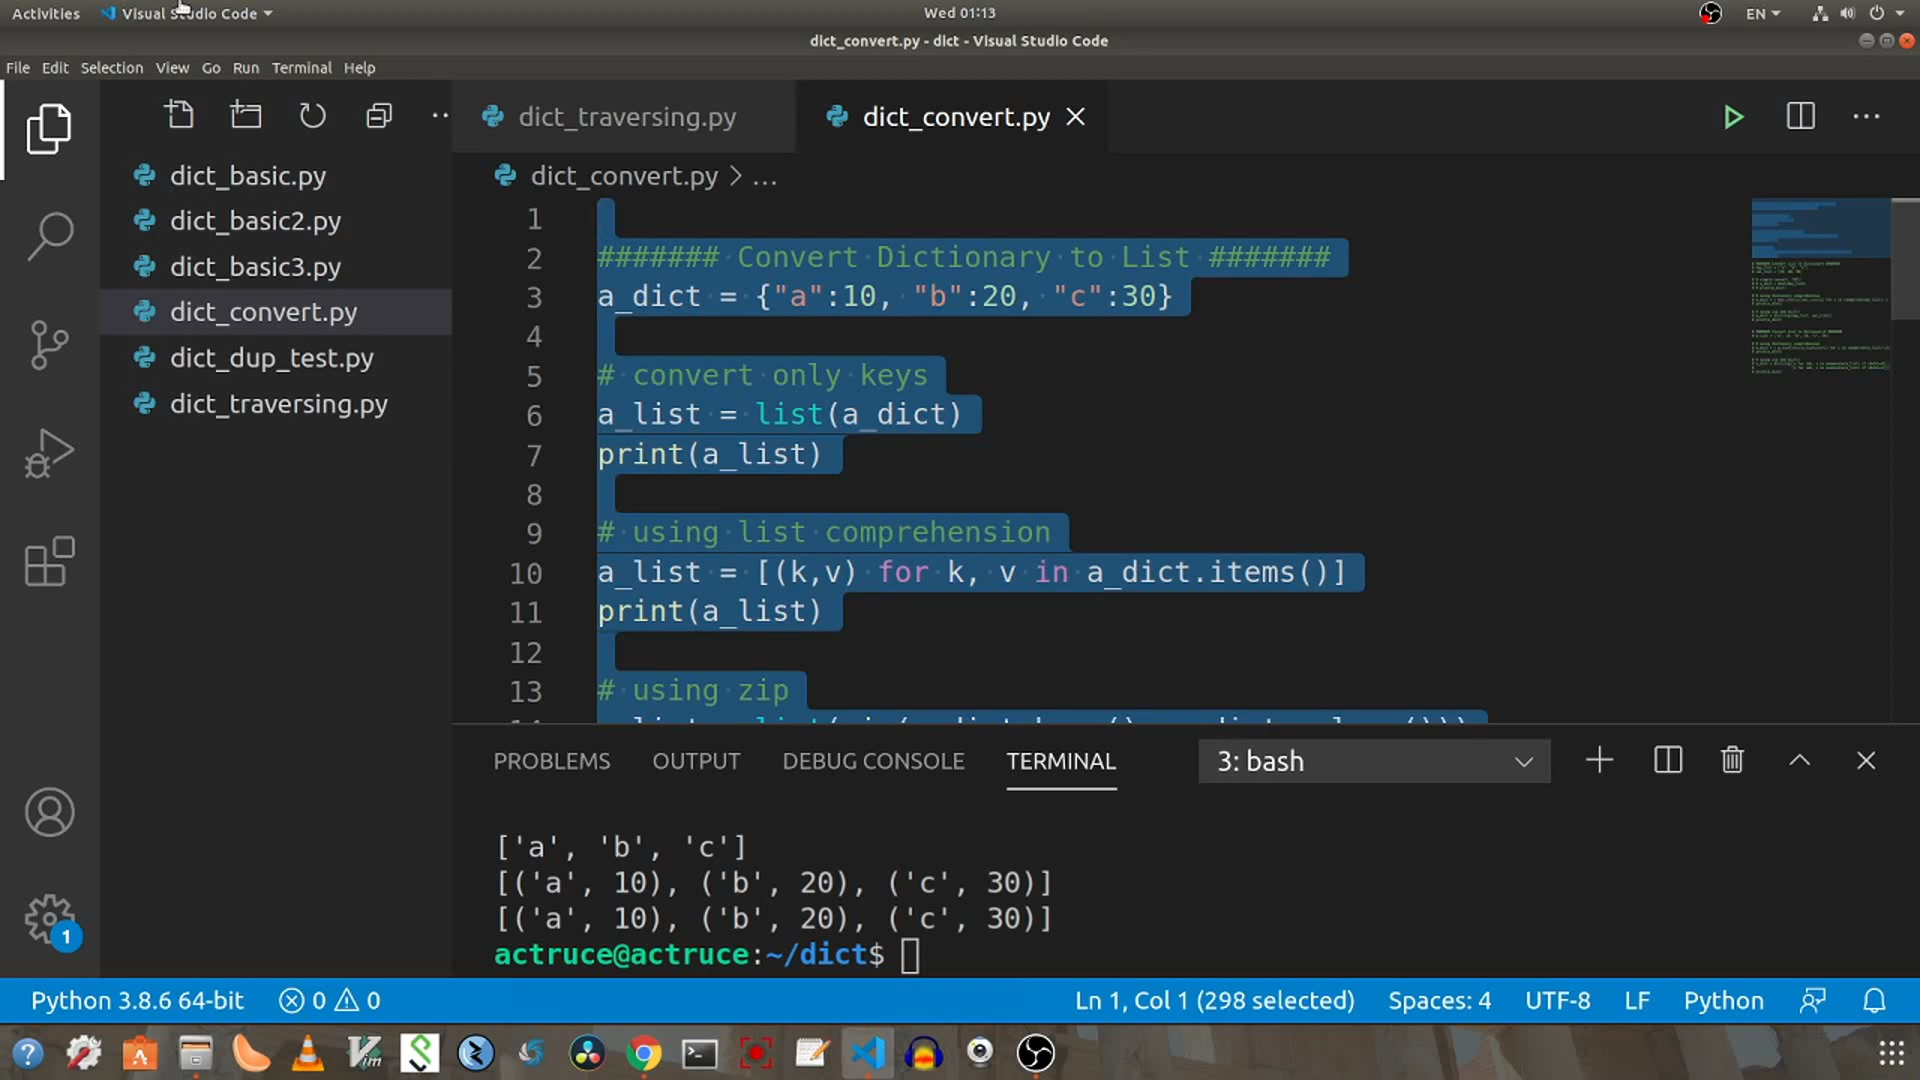 Activities Visual Studio Code Wed 01:13 EN
dict_convert.py - dict - Visual Studio Code
File Edit Selection View Go Run Terminal Help
dict_traversing.py dict_convert.py
dict_convert.py > ...
dict_basic.py
dict_basic2.py
dict_basic3.py
dict_convert.py
dict_dup_test.py
dict_traversing.py
1
2 ####### Convert Dictionary to List #######
3 a_dict = {"a":10, "b":20, "c":30}
4
5 # convert only keys
6 a_list = list(a_dict)
7 print(a_list)
8
9 # using list comprehension
10 a_list = [(k,v) for k, v in a_dict.items()]
11 print(a_list)
12
13 # using zip
PROBLEMS OUTPUT DEBUG CONSOLE TERMINAL 3: bash
['a', 'b', 'c']
[('a', 10), ('b', 20), ('c', 30)]
[('a', 10), ('b', 20), ('c', 30)]
actruce@actruce:~/dict$
1
Python 3.8.6 64-bit 0 0 Ln 1, Col 1 (298 selected) Spaces: 4 UTF-8 LF Python